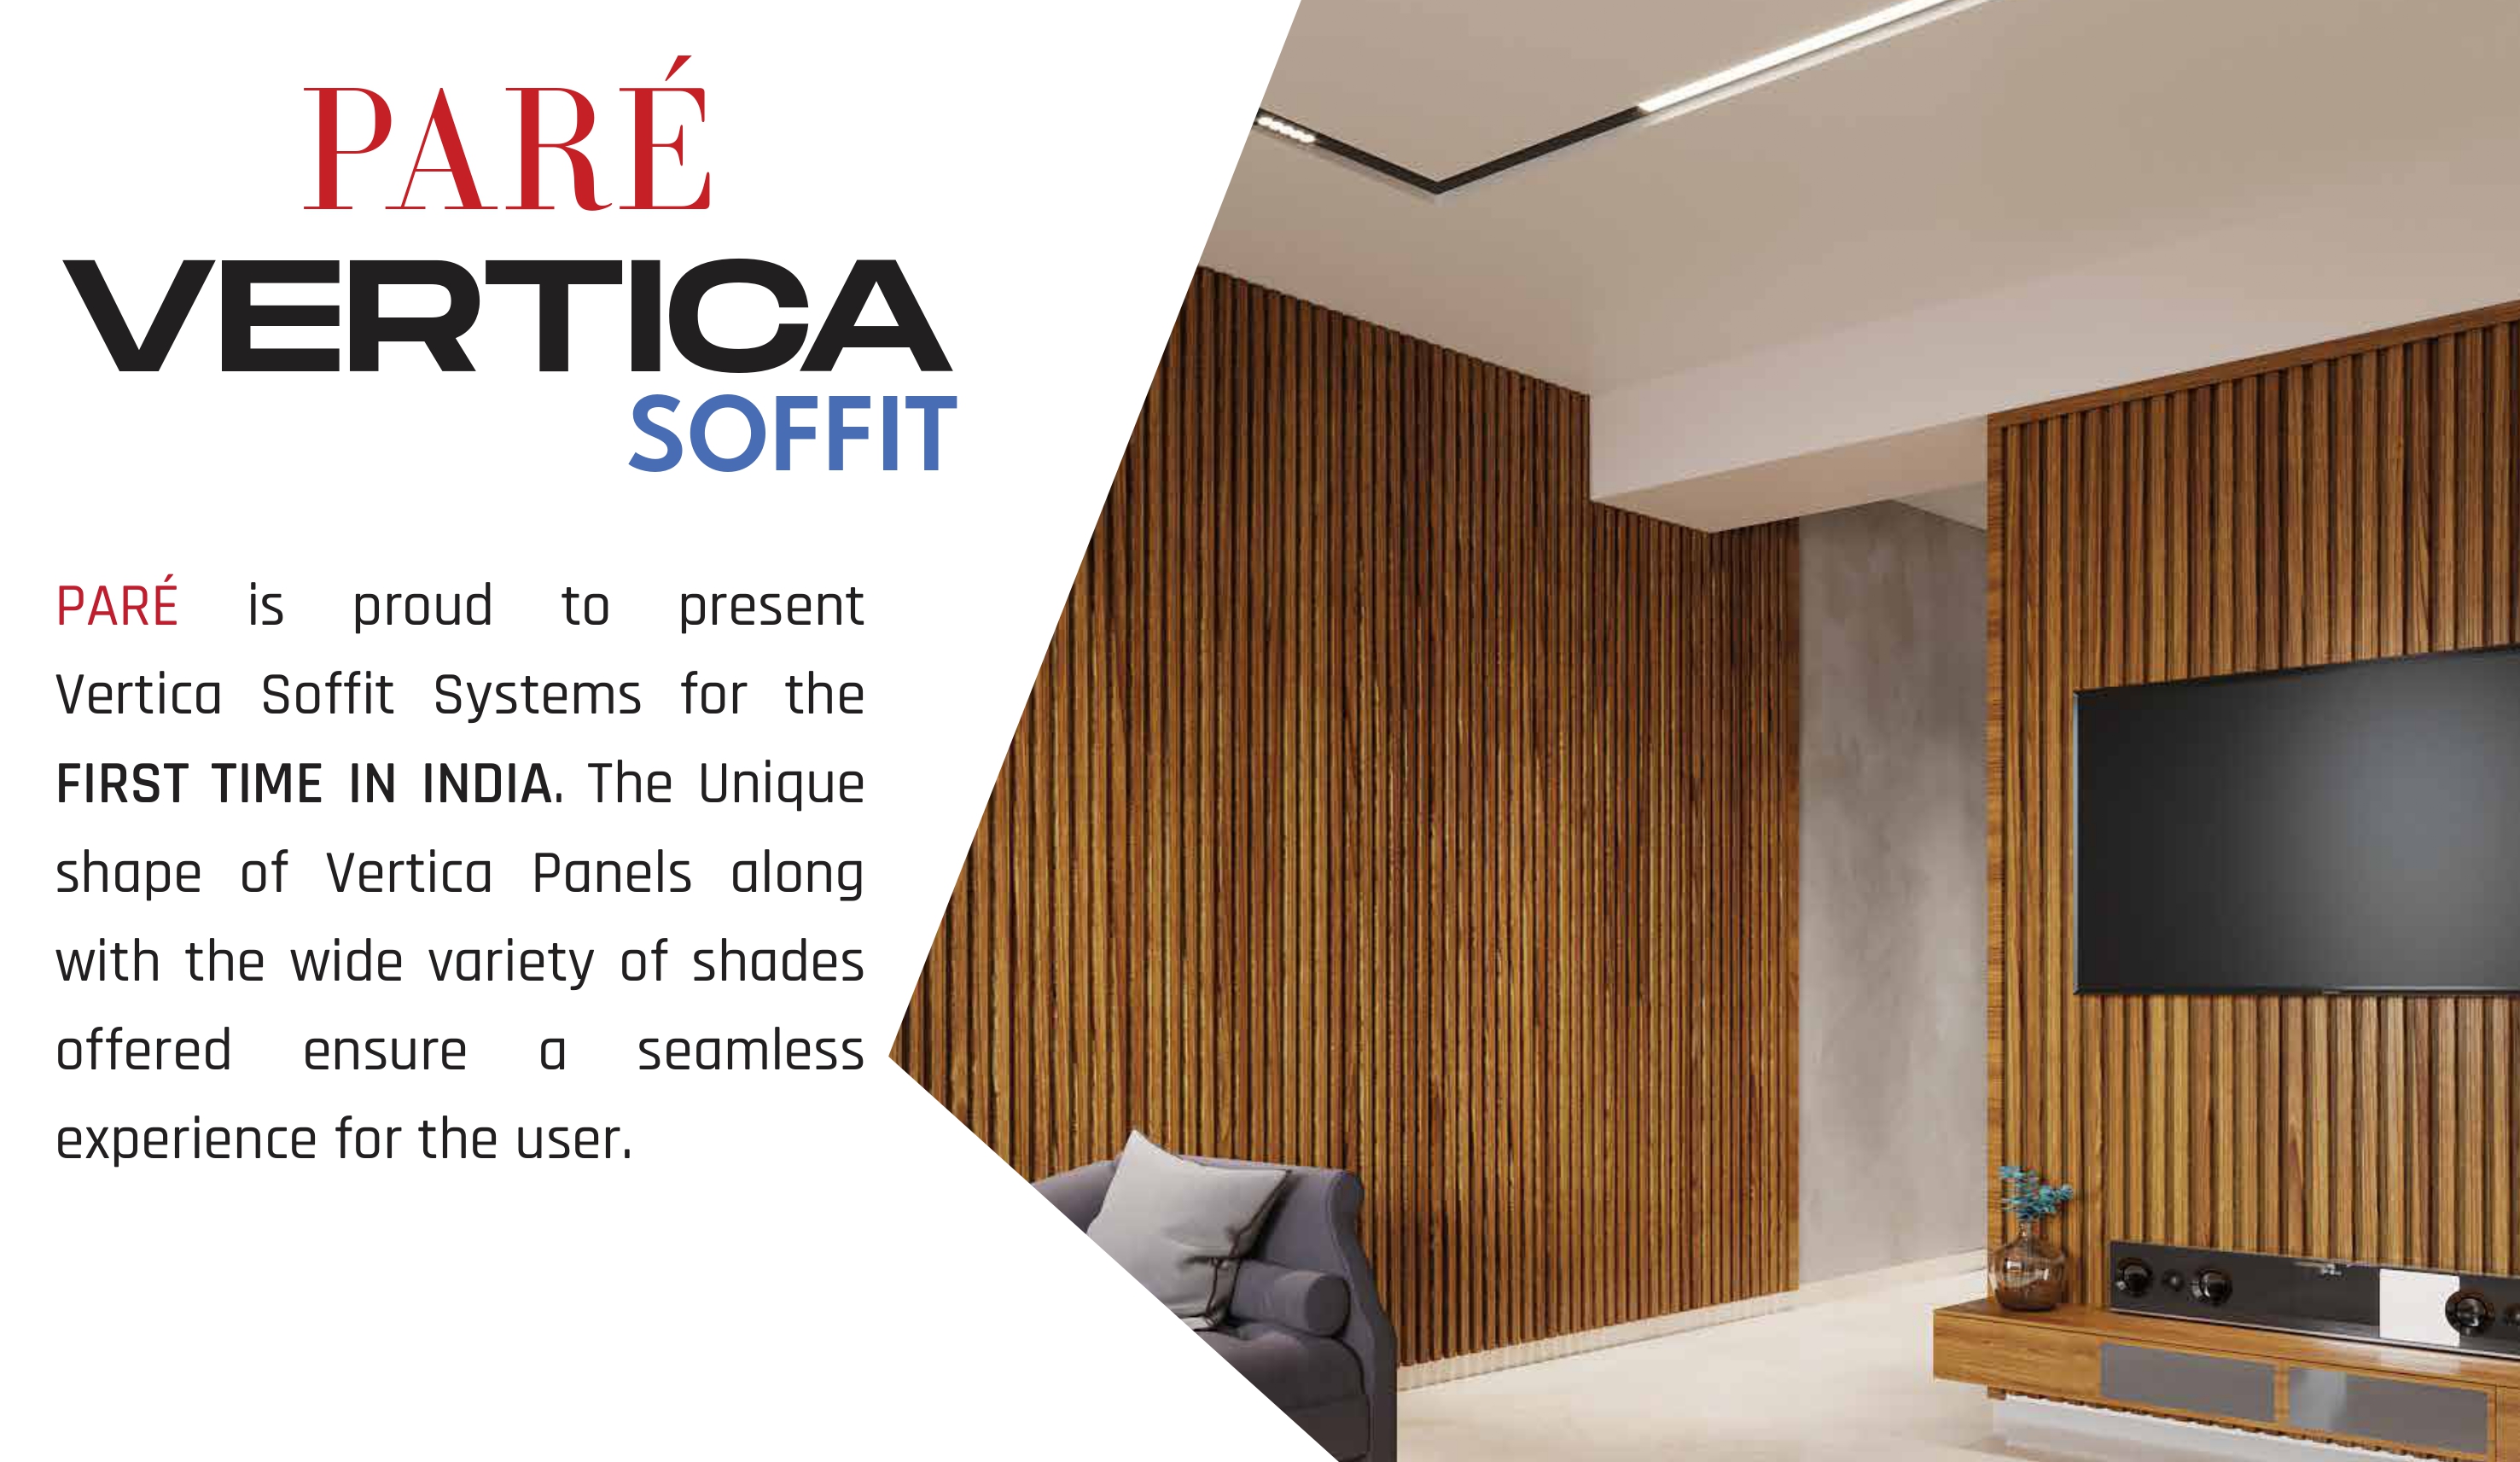 PARÉ
VERTICA
SOFFIT
PARÉ is proud to present
Vertica Soffit Systems for the
FIRST TIME IN INDIA. The Unique
shape of Vertica Panels along
with the wide variety of shades
offered ensure a seamless
experience for the user.